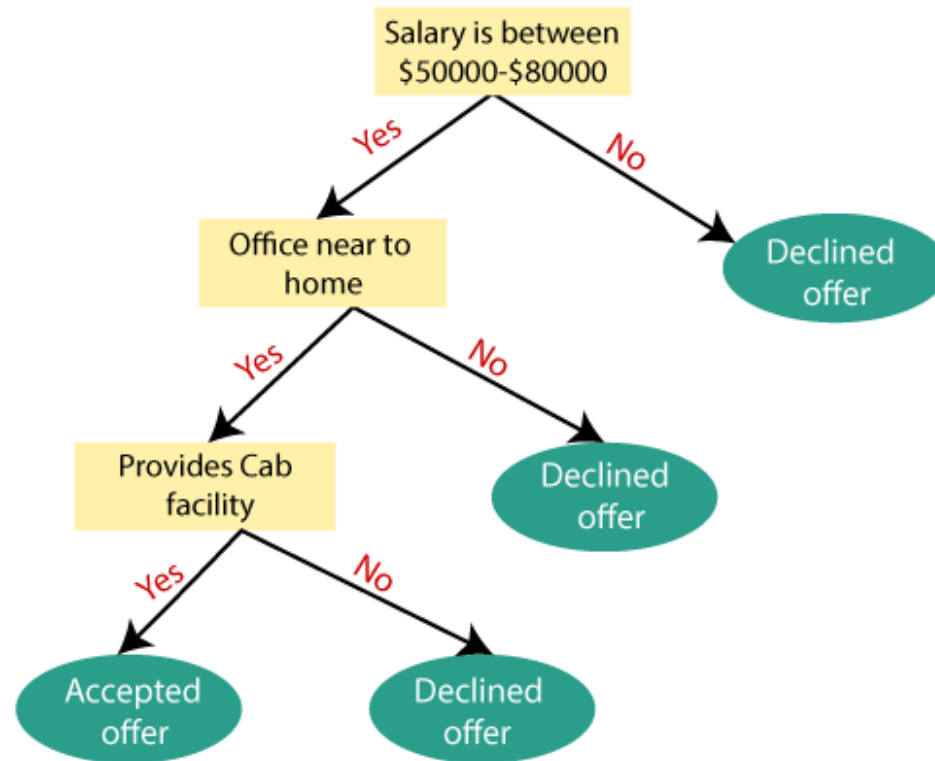 Salary is between
$50000-$80000
Yes
No
Office near to
home
Declined
offer
Yes
No
Provides Cab
facility
Declined
offer
Yes
No
Accepted
offer
Declined
offer